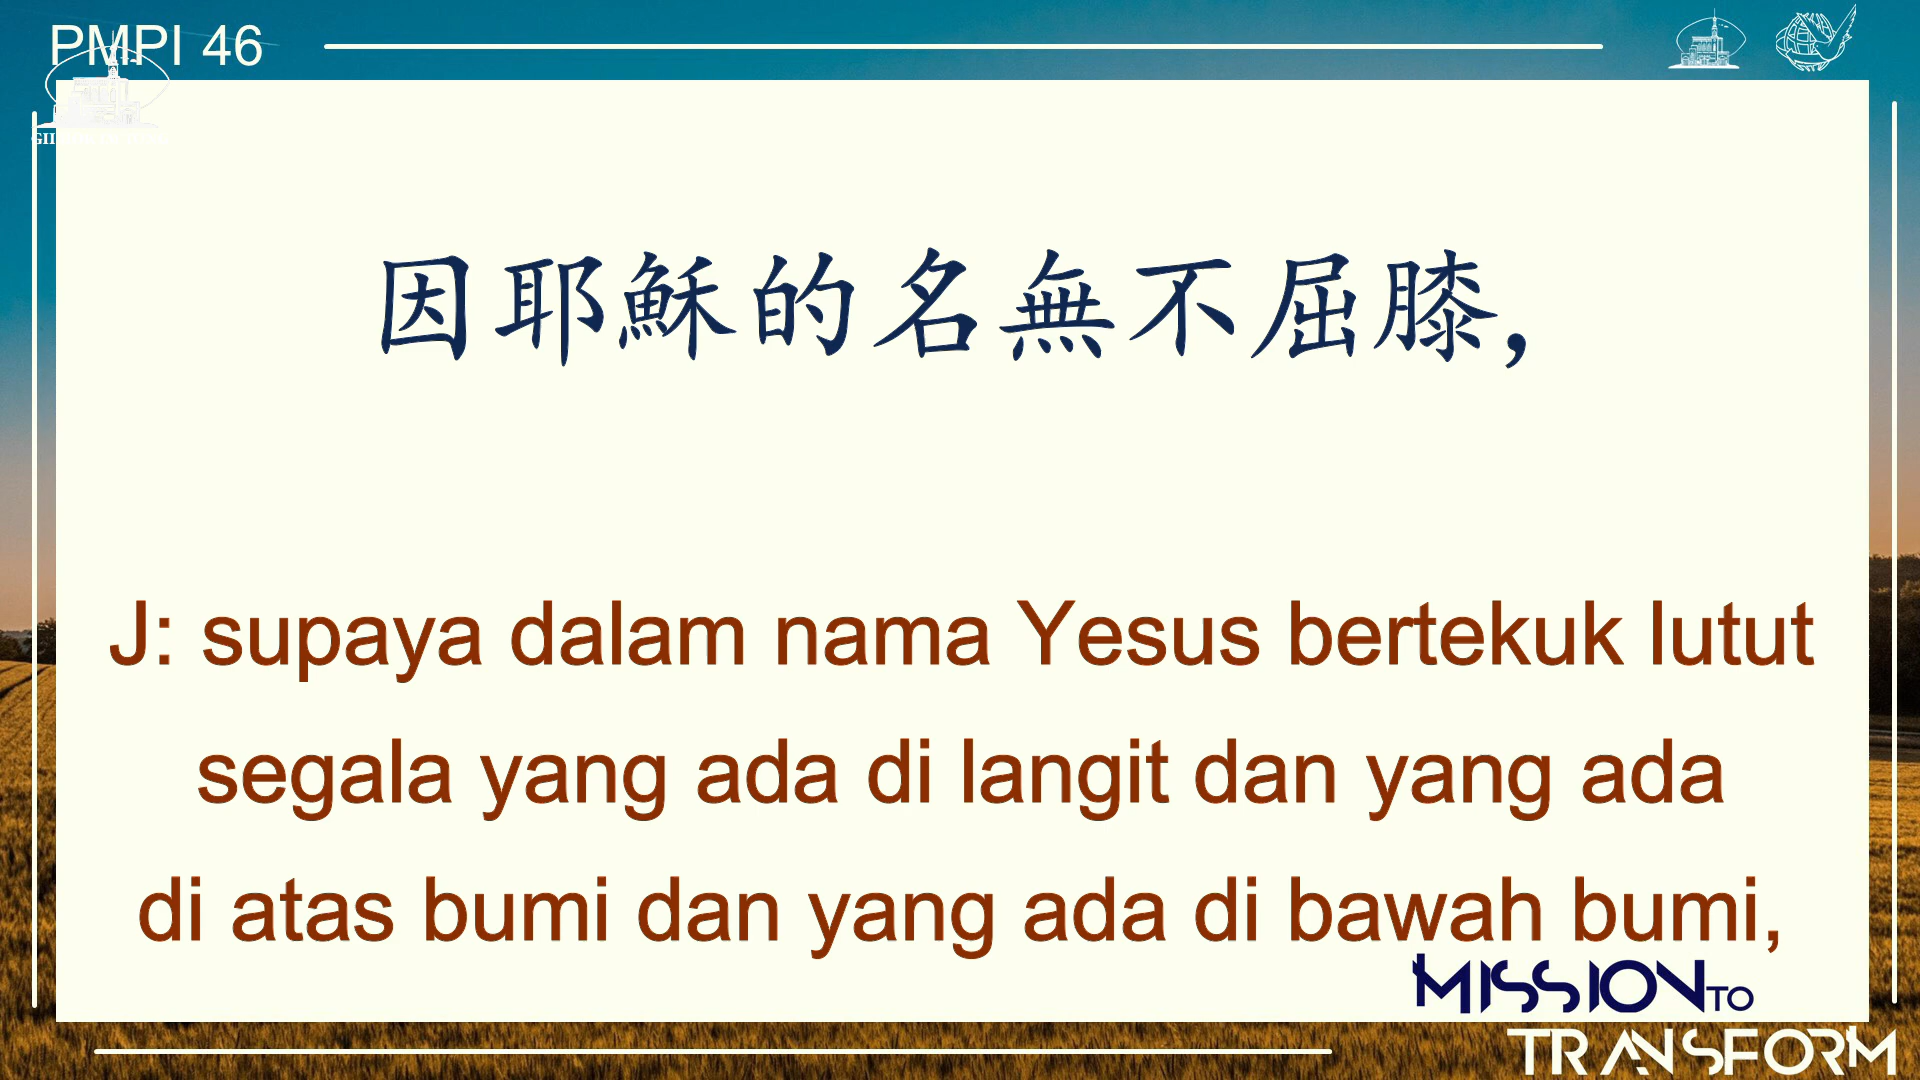 PMPI 46
因耶穌的名無不屈膝,
J: supaya dalam nama Yesus bertekuk lutut
segala yang ada di langit dan yang ada
di atas bumi dan yang ada di bawah bumi,
MISSION TO
TRANSFORM